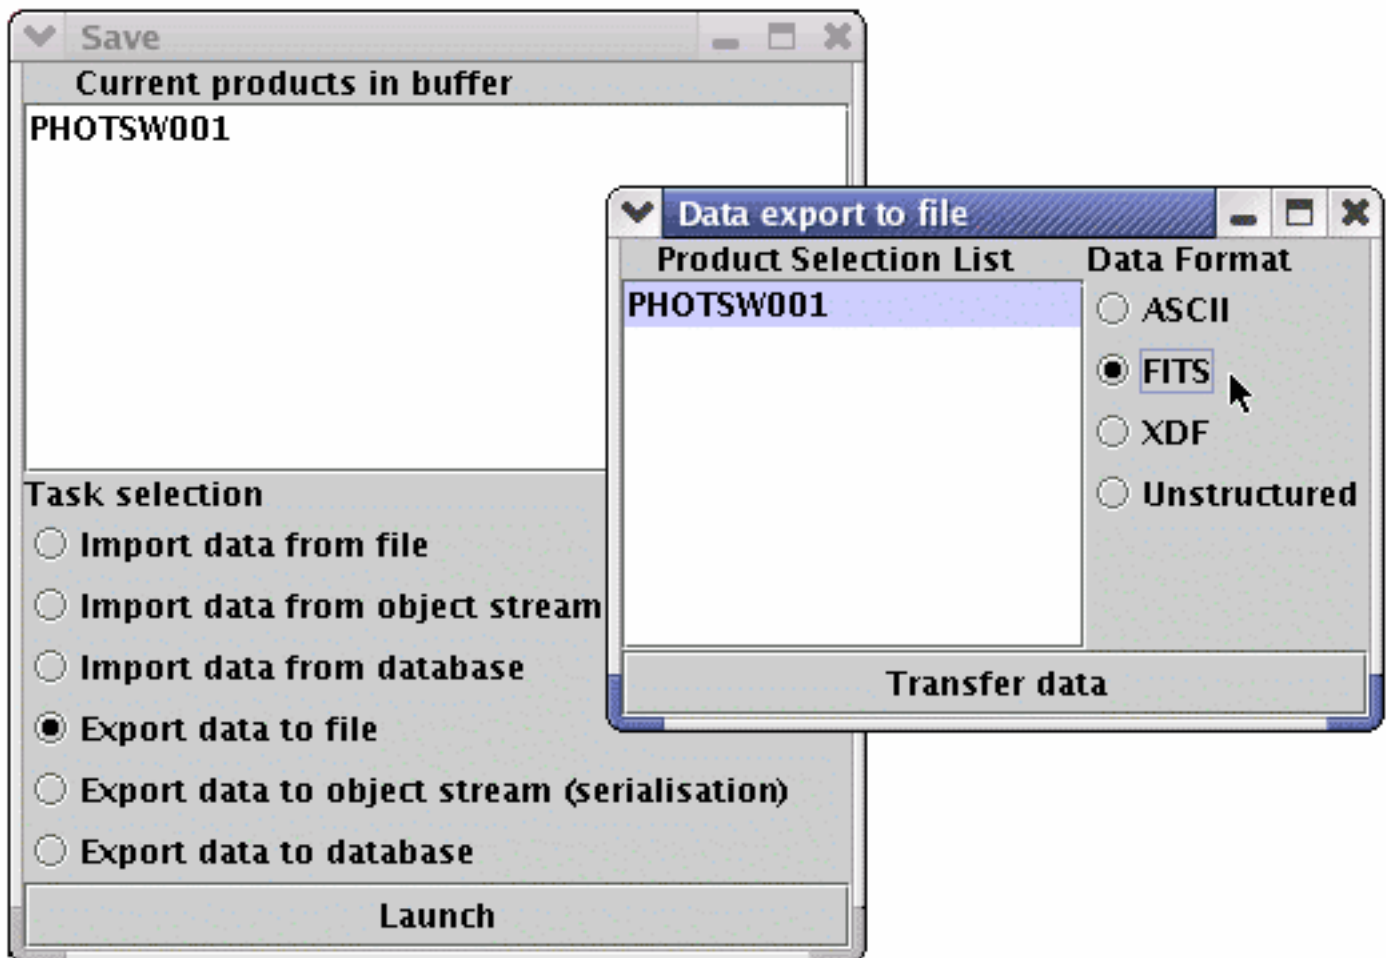 Save
Current products in buffer
PHOTSW001
Task selection
Import data from file
Import data from object stream
Import data from database
Export data to file
Export data to object stream (serialisation)
Export data to database
Launch
Data export to file
Product Selection List
PHOTSW001
Data Format
ASCII
FITS
XDF
Unstructured
Transfer data